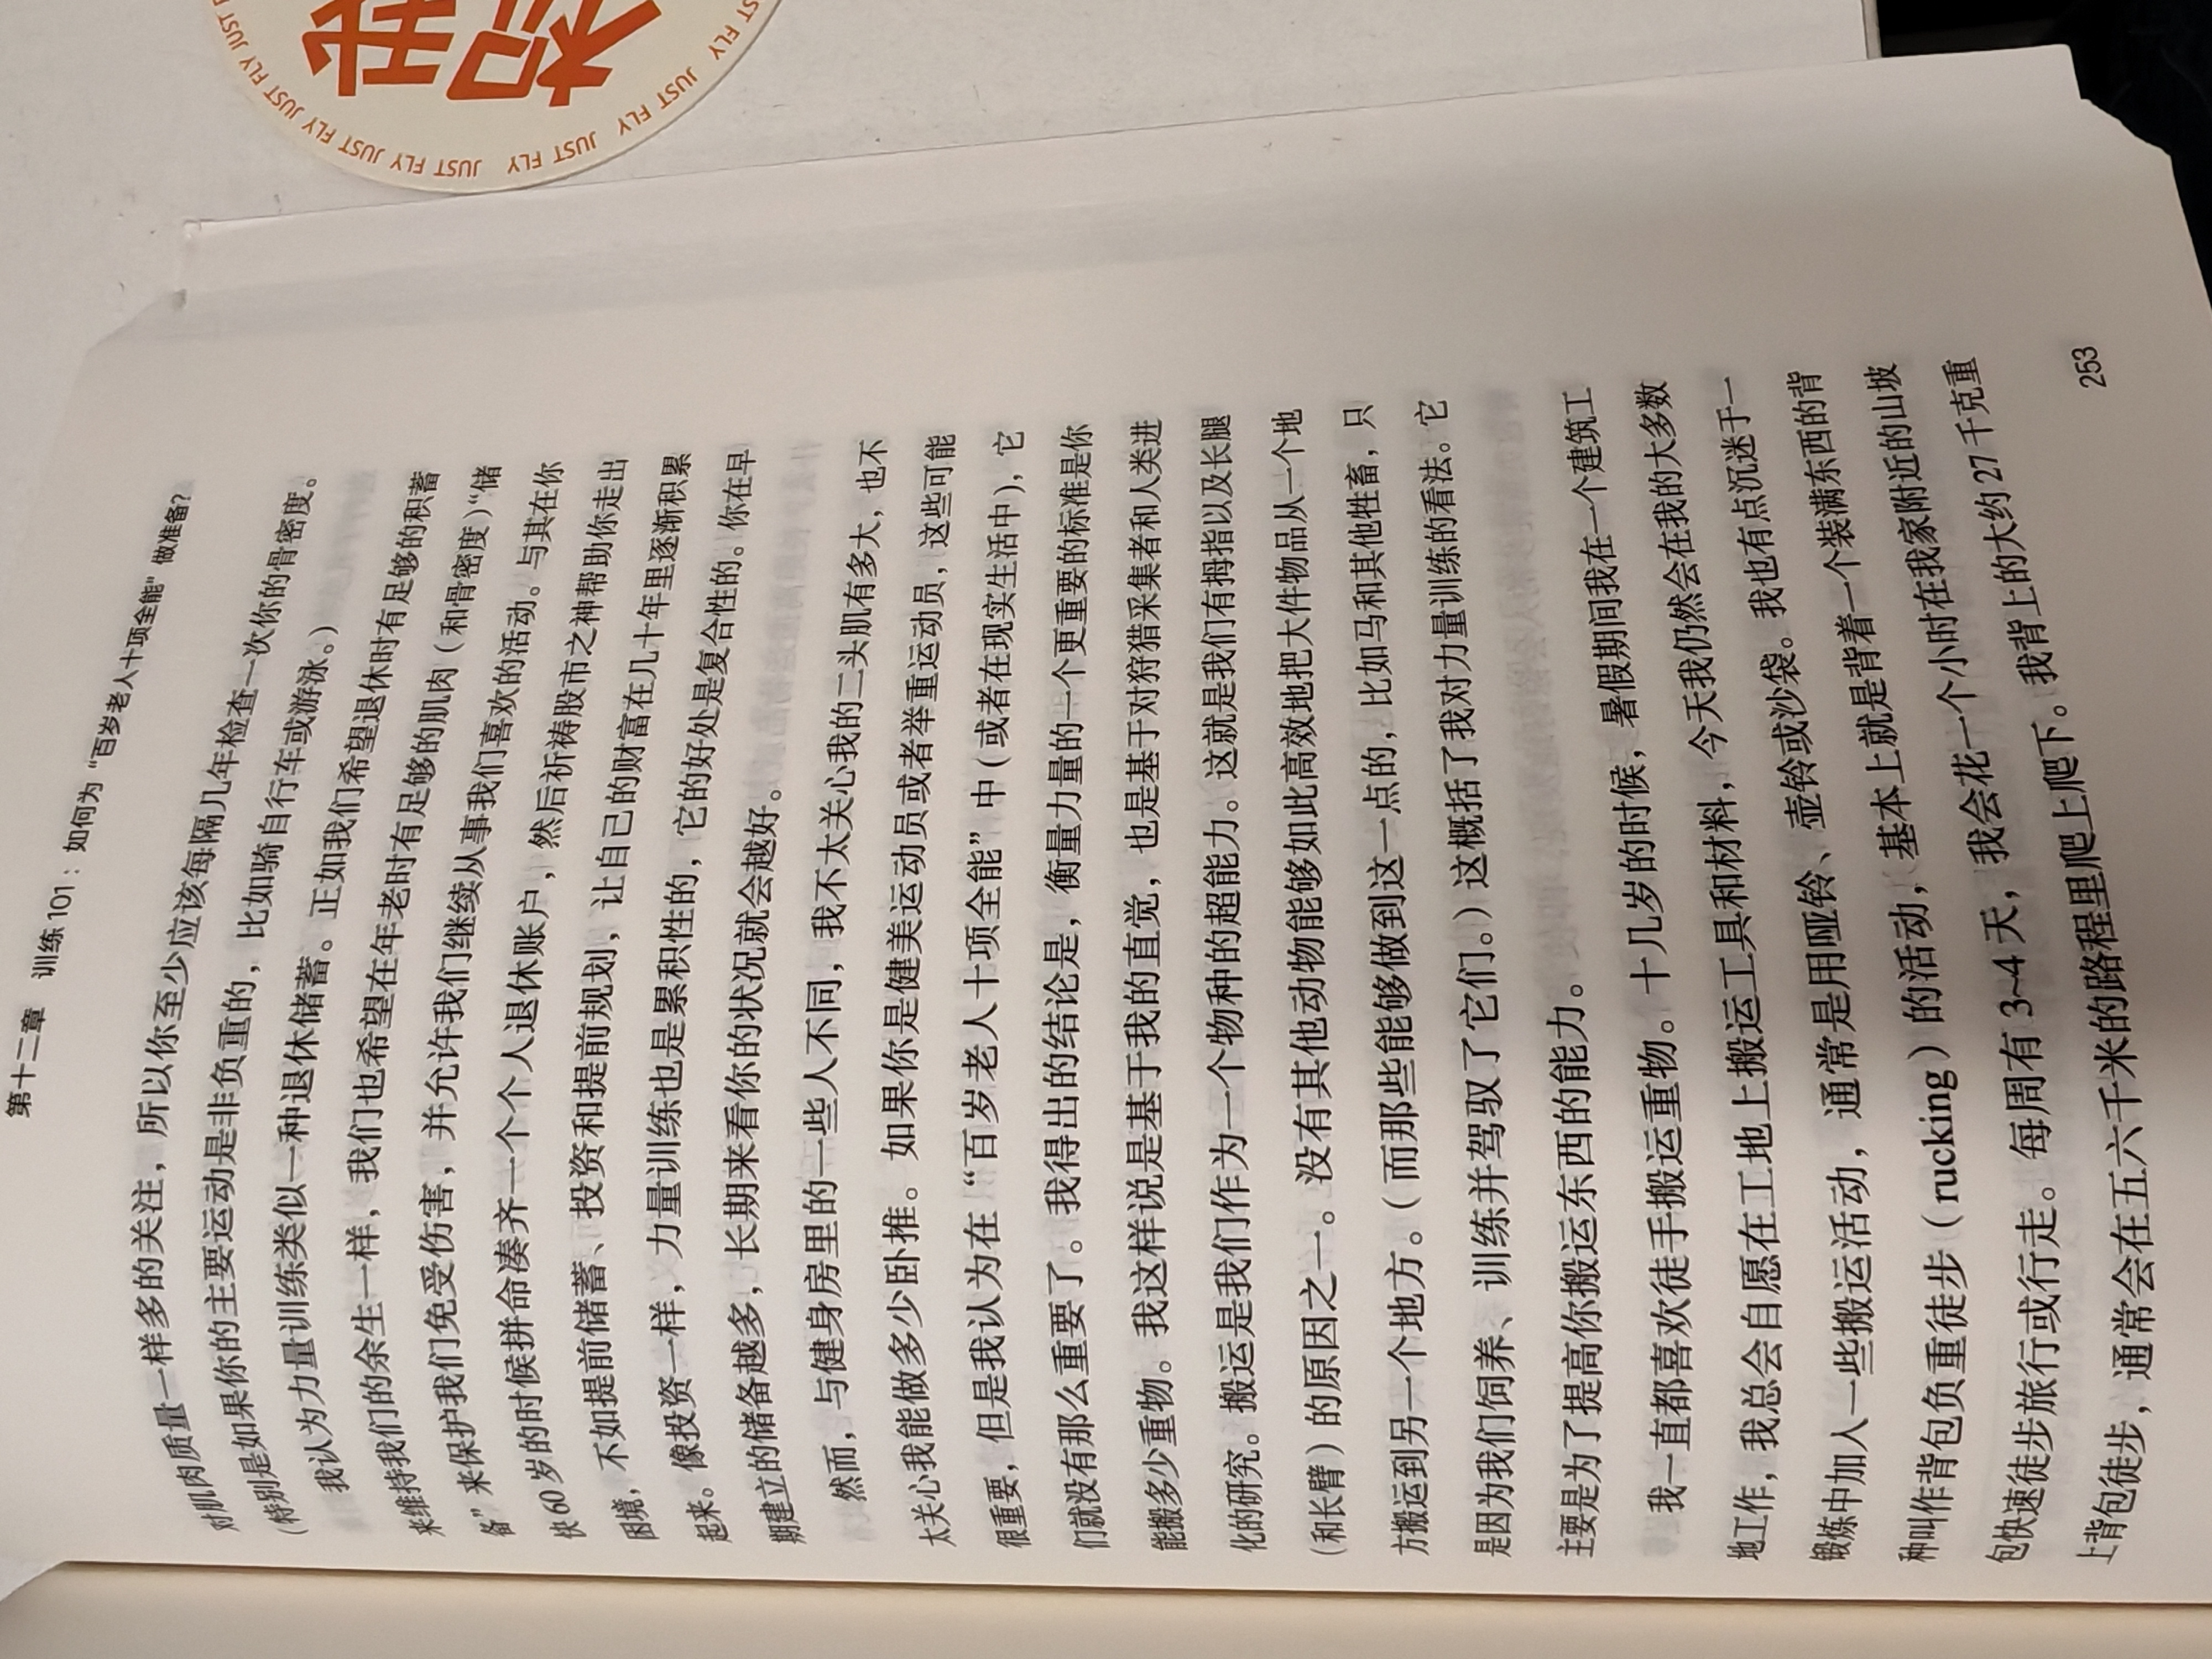 第十二章 训练 101：如何为“百岁老人十项全能”做准备？
对肌肉质量一样多的关注，所以你至少应该每隔几年检查一次你的骨密度。
（特别是如果你的主要运动是非负重的，比如骑自行车或游泳。）
我认为力量训练类似一种退休储蓄。正如我们希望退休时有足够的积蓄
来维持我们的余生一样，我们也希望在年老时有足够的肌肉（和骨密度）“储
备”来保护我们免受伤害，并允许我们继续从事我们喜欢的活动。与其在你
快 60 岁的时候拼命凑齐一个个人退休账户，然后祈祷股市之神帮助你走出
困境，不如提前储蓄、投资和提前规划，让自己的财富在几十年里逐渐积累
起来。像投资一样，力量训练也是累积性的，它的好处是复合性的。你在早
期建立的储备越多，长期来看你的状况就会越好。
然而，与健身房里的一些人不同，我不太关心我的二头肌有多大，也不
太关心我能做多少卧推。如果你是健美运动员或者举重运动员，这些可能
很重要，但是我认为在“百岁老人十项全能”中（或者在现实生活中），它
们就没有那么重要了。我得出的结论是，衡量力量的一个更重要的标准是你
能搬多少重物。我这样说是基于我的直觉，也是基于对狩猎采集者和人类进
化的研究。搬运是我们作为一个物种的超能力。这就是我们有拇指以及长腿
（和长臂）的原因之一。没有其他动物能够如此高效地把大件物品从一个地
方搬运到另一个地方。（而那些能够做到这一点的，比如马和其他牲畜，只
是因为我们饲养、训练并驾驭了它们。）这概括了我对力量训练的看法。它
主要是为了提高你搬运东西的能力。
我一直都喜欢徒手搬运重物。十几岁的时候，暑假期间我在一个建筑工
地工作，我总会自愿在工地上搬运工具和材料，今天我仍然会在我的大多数
锻炼中加入一些搬运活动，通常是用哑铃、壶铃或沙袋。我也有点沉迷于一
种叫作背包负重徒步（rucking）的活动，基本上就是背着一个装满东西的背
包快速徒步旅行或行走。每周有 3~4 天，我会花一个小时在我家附近的山坡
上背包徒步，通常会在五六千米的路程里爬上爬下。我背上的大约 27 千克重
253
JUST FLY JUST FLY JUST FLY JUST FLY JUST FLY JUST FLY